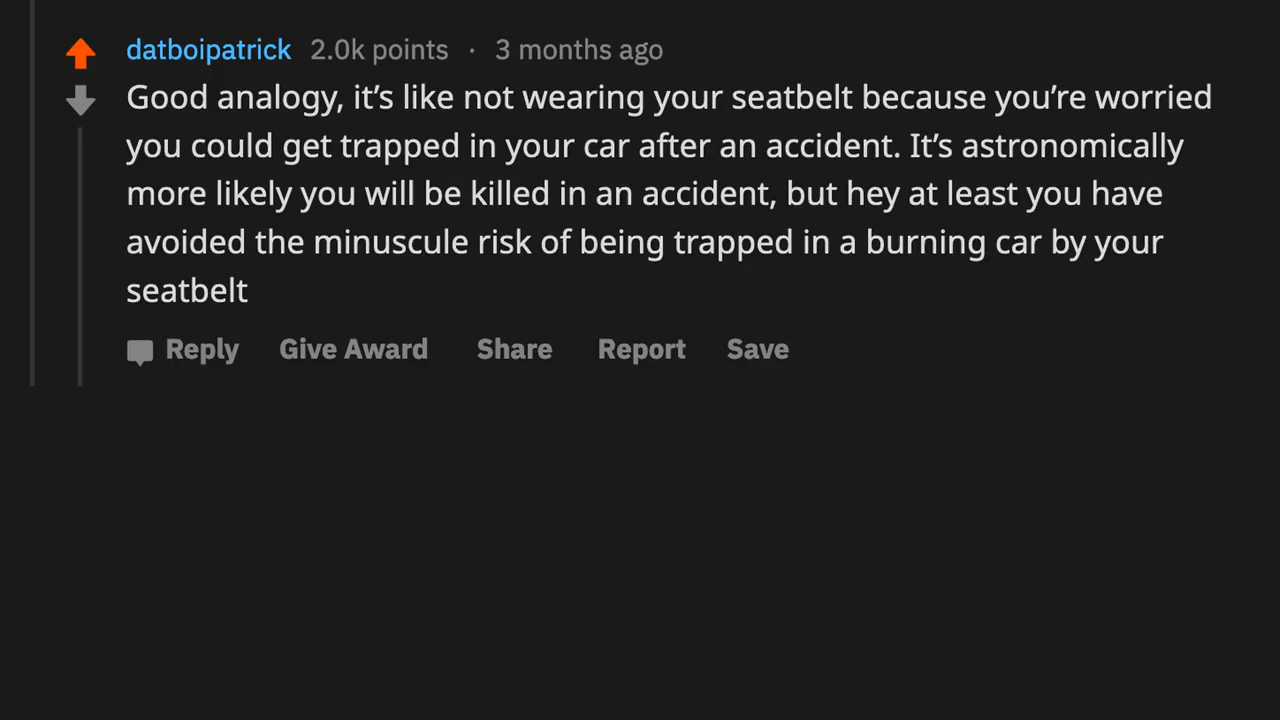 datboipatrick 2.0k points · 3 months ago
Good analogy, it’s like not wearing your seatbelt because you’re worried
you could get trapped in your car after an accident. It’s astronomically
more likely you will be killed in an accident, but hey at least you have
avoided the minuscule risk of being trapped in a burning car by your
seatbelt
Reply Give Award Share Report Save